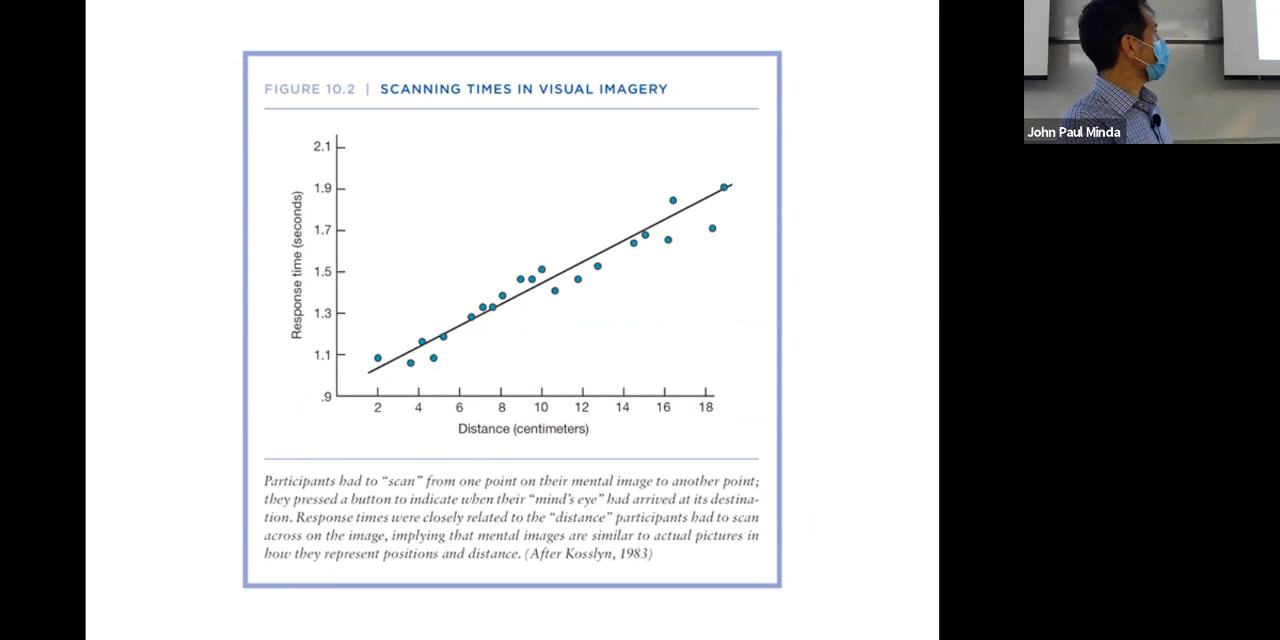 FIGURE 10.2 | SCANNING TIMES IN VISUAL IMAGERY
2.1
1.9
1.7
1.5
1.3
1.1
.9
Response time (seconds)
2 4 6 8 10 12 14 16 18
Distance (centimeters)
Participants had to “scan” from one point on their mental image to another point;
they pressed a button to indicate when their “mind’s eye” had arrived at its destina-
tion. Response times were closely related to the “distance” participants had to scan
across on the image, implying that mental images are similar to actual pictures in
how they represent positions and distance. (After Kosslyn, 1983)
John Paul Minda